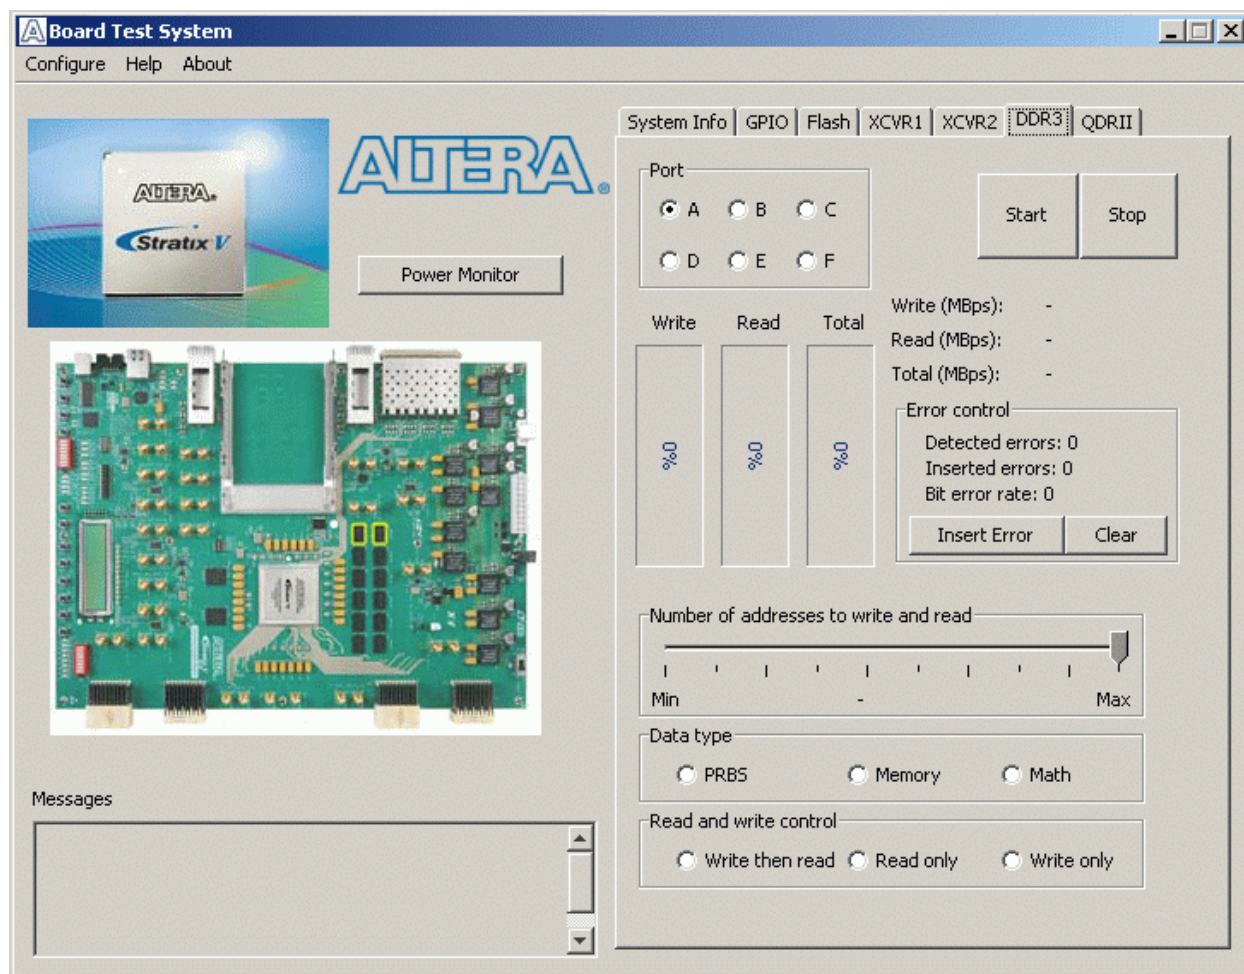 Board Test System
Configure Help About
ALTERA®
Stratix V
ALTERA®
Power Monitor
Messages
System Info GPIO Flash XCVR1 XCVR2 DDR3 QDRII
Port
A B C
D E F
Start Stop
Write Read Total
0% 0% 0%
Write (MBps): -
Read (MBps): -
Total (MBps): -
Error control
Detected errors: 0
Inserted errors: 0
Bit error rate: 0
Insert Error Clear
Number of addresses to write and read
Min - Max
Data type
PRBS Memory Math
Read and write control
Write then read Read only Write only